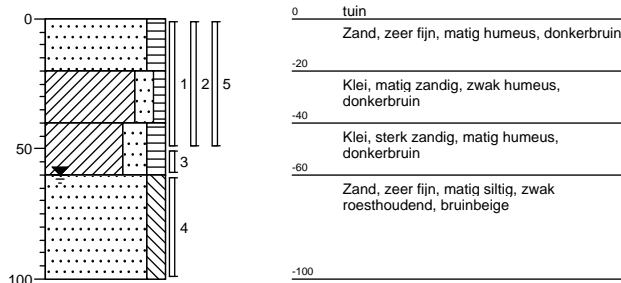 0
50
100
1
2
5
3
4
0
tuin
Zand, zeer fijn, matig humeus, donkerbruin
-20
Klei, matig zandig, zwak humeus,
donkerbruin
-40
Klei, sterk zandig, matig humeus,
donkerbruin
-60
Zand, zeer fijn, matig siltig, zwak
roesthoudend, bruinbeige
-100